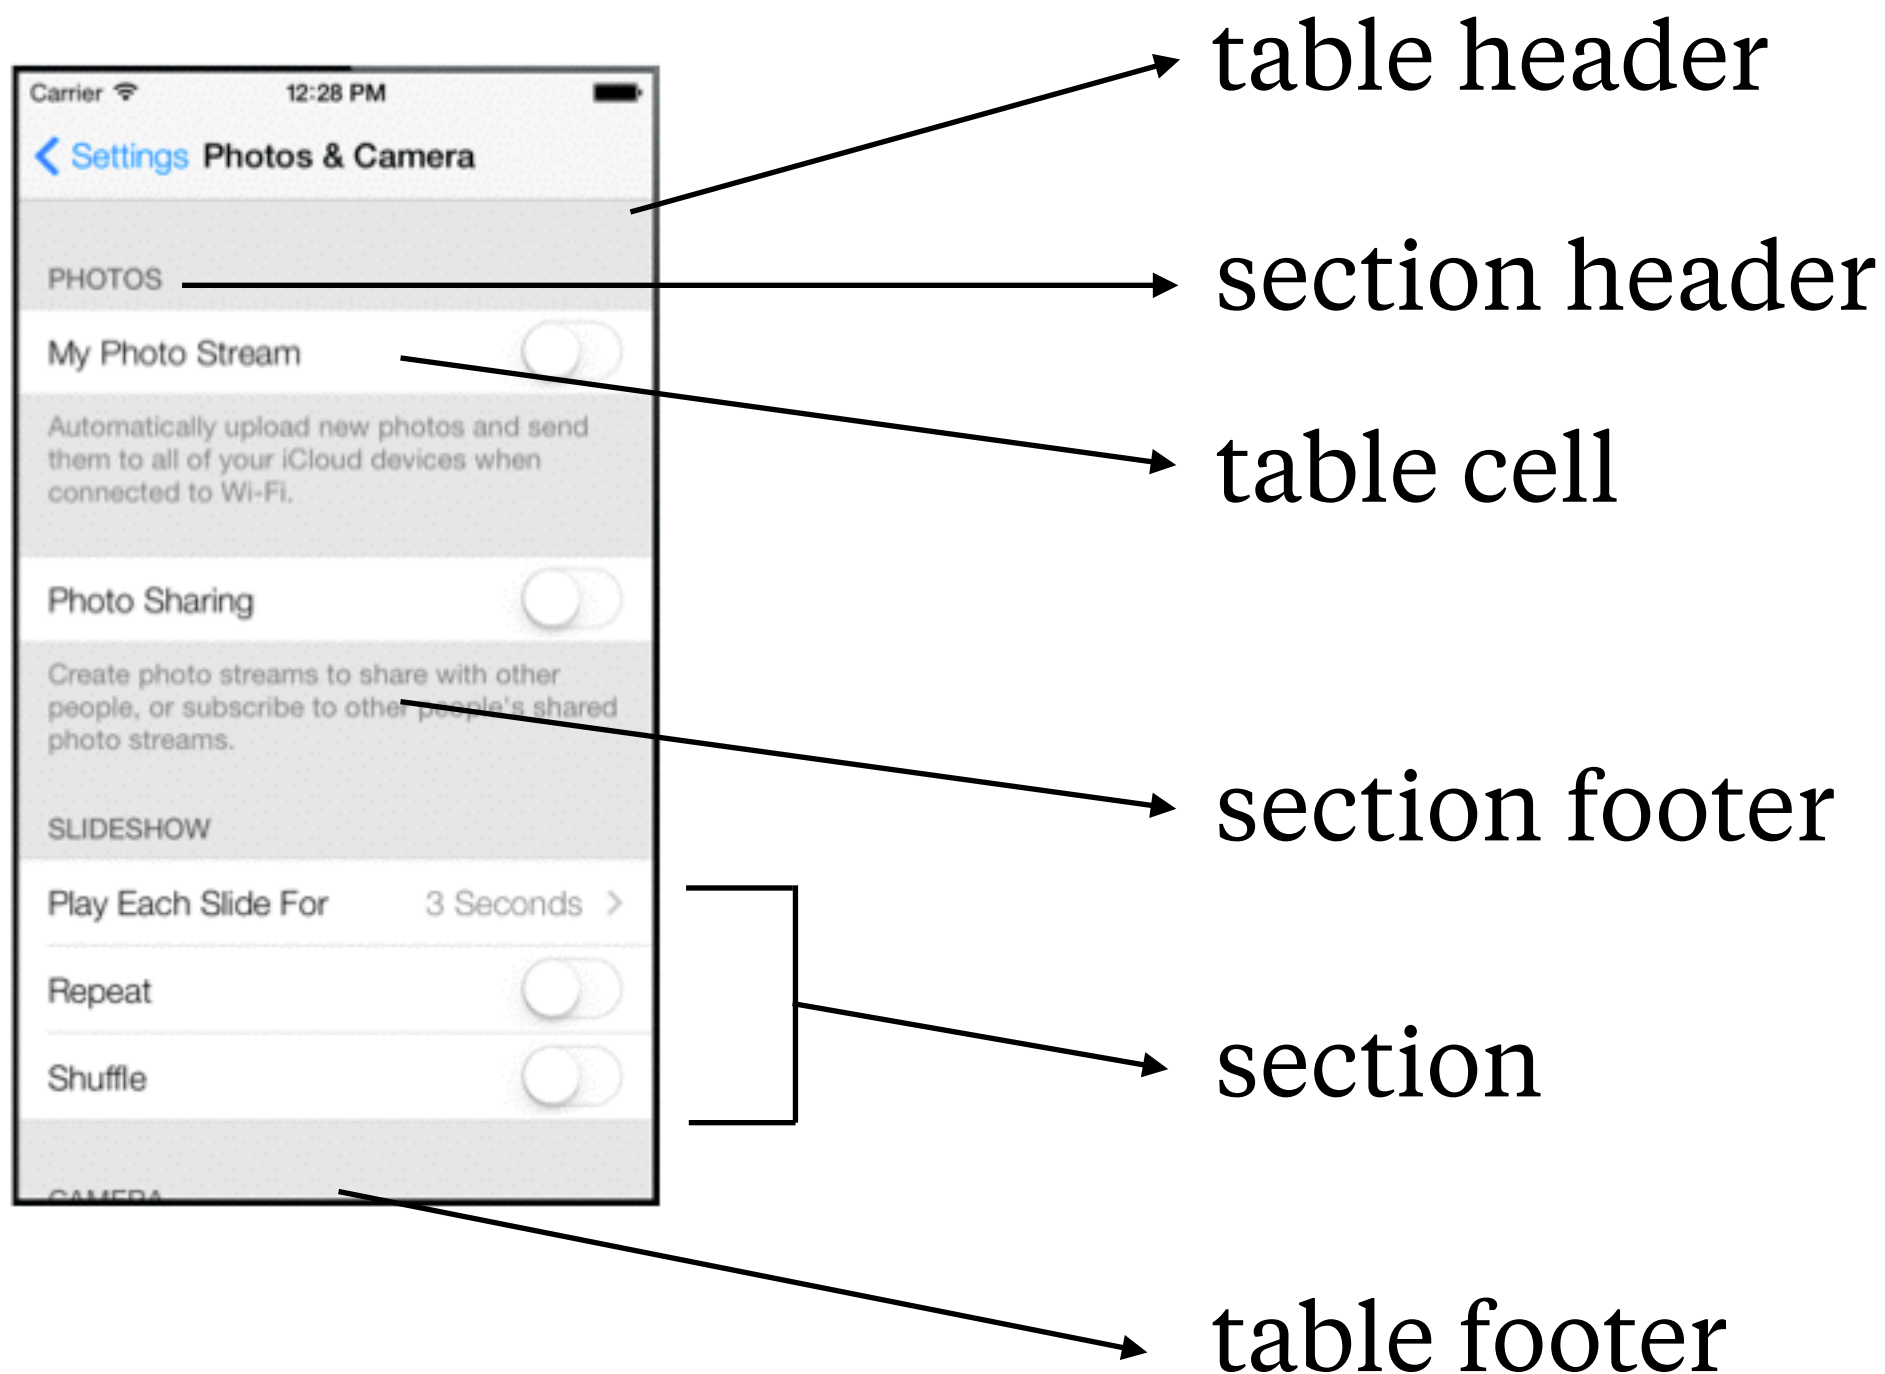 table header
Carrier 12:28 PM
Settings Photos & Camera
section header
PHOTOS
My Photo Stream
table cell
Automatically upload new photos and send
them to all of your iCloud devices when
connected to Wi-Fi.
Photo Sharing
Create photo streams to share with other
people, or subscribe to other people's shared
photo streams.
section footer
SLIDESHOW
Play Each Slide For 3 Seconds
Repeat
section
Shuffle
CAMERA
table footer